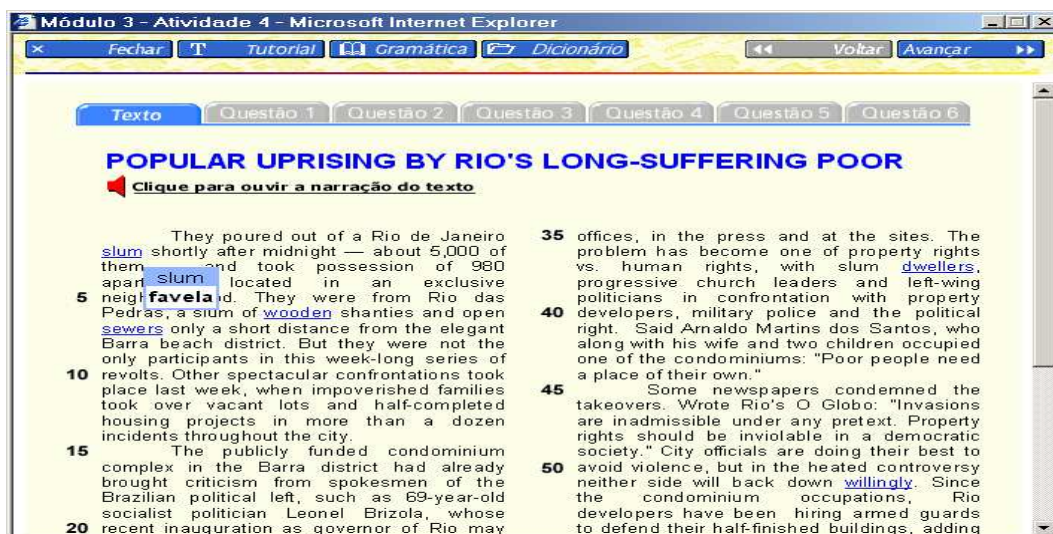 Módulo 3 - Atividade 4 - Microsoft Internet Explorer
× Fechar T Tutorial Gramática Dicionário Voltar Avançar
Texto Questão 1 Questão 2 Questão 3 Questão 4 Questão 5 Questão 6
POPULAR UPRISING BY RIO'S LONG-SUFFERING POOR
Clique para ouvir a narração do texto
They poured out of a Rio de Janeiro
slum shortly after midnight — about 5,000 of
them and took possession of 980
slum
located in an exclusive
5
favela
They were from Rio das
Pedras, a slum of wooden shanties and open
sewers only a short distance from the elegant
Barra beach district. But they were not the
only participants in this week-long series of
10 revolts. Other spectacular confrontations took
place last week, when impoverished families
took over vacant lots and half-completed
housing projects in more than a dozen
incidents throughout the city.
15 The publicly funded condominium
complex in the Barra district had already
brought criticism from spokesmen of the
Brazilian political left, such as 69-year-old
socialist politician Leonel Brizola, whose
20 recent inauguration as governor of Rio may
35 offices, in the press and at the sites. The
problem has become one of property rights
vs. human rights, with slum dwellers,
progressive church leaders and left-wing
politicians in confrontation with property
40 developers, military police and the political
right. Said Arnaldo Martins dos Santos, who
along with his wife and two children occupied
one of the condominiums: "Poor people need
a place of their own."
45 Some newspapers condemned the
takeovers. Wrote Rio's O Globo: "Invasions
are inadmissible under any pretext. Property
rights should be inviolable in a democratic
society." City officials are doing their best to
50 avoid violence, but in the heated controversy
neither side will back down willingly. Since
the condominium occupations, Rio
developers have been hiring armed guards
to defend their half-finished buildings, adding